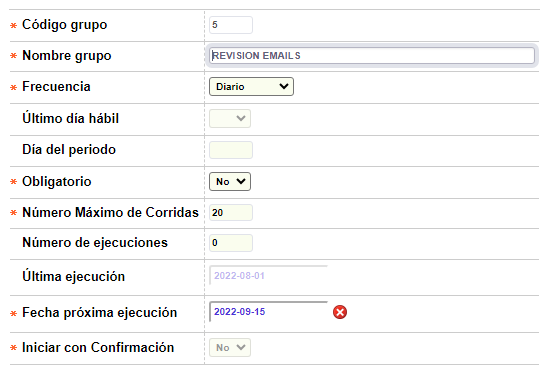 * Código grupo 5
* Nombre grupo REVISION EMAILS
* Frecuencia Diario
Último día hábil
Día del periodo
* Obligatorio No
* Número Máximo de Corridas 20
Número de ejecuciones 0
Última ejecución 2022-08-01
* Fecha próxima ejecución 2022-09-15
* Iniciar con Confirmación No